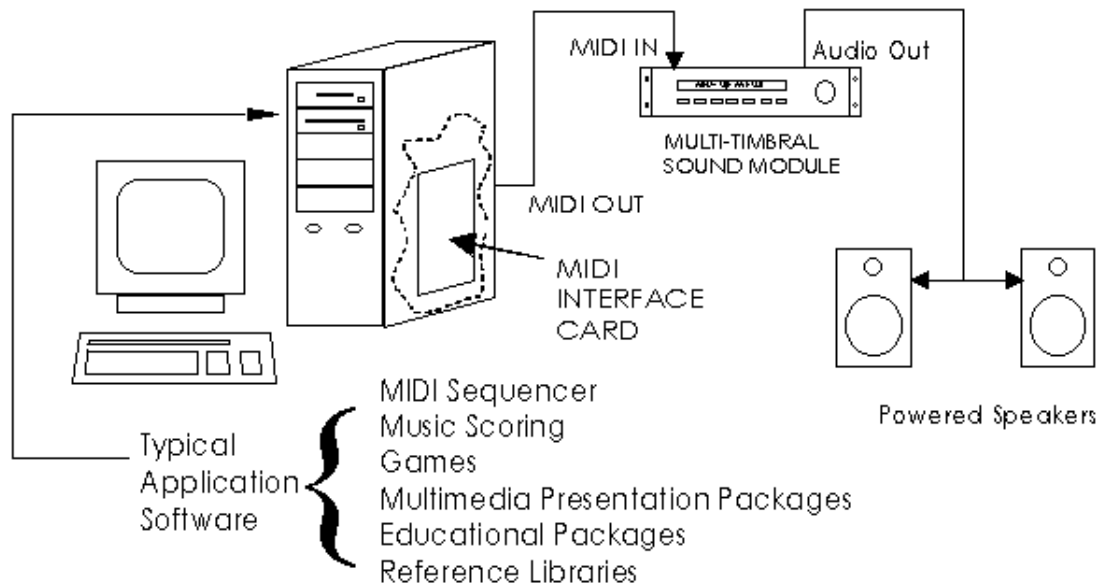 MIDI IN
Audio Out
MULTI-TIMBRAL
SOUND MODULE
MIDI OUT
MIDI
INTERFACE
CARD
Powered Speakers
Typical
Application
Software
MIDI Sequencer
Music Scoring
Games
Multimedia Presentation Packages
Educational Packages
Reference Libraries